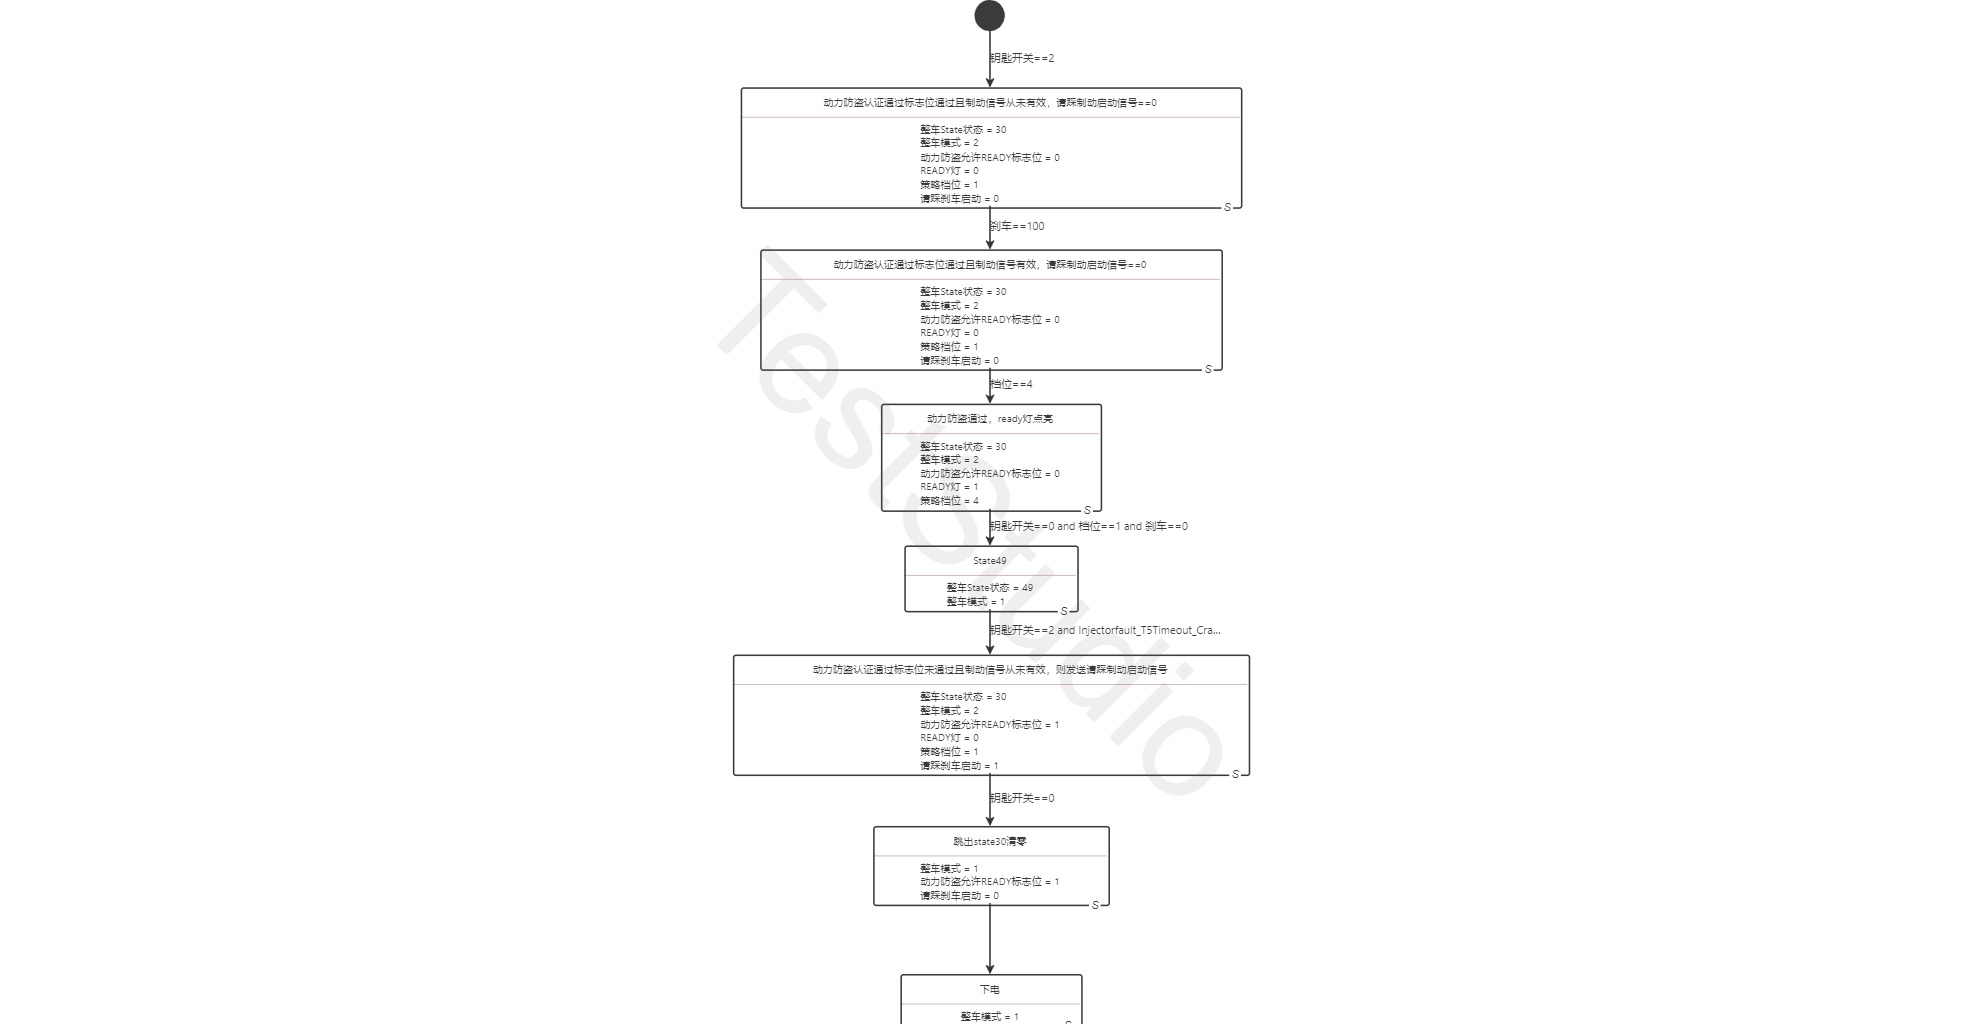 钥匙开关==2
动力防盗认证通过标志位通过且制动信号从未有效，请踩制动启动信号==0
整车State状态 = 30
整车模式 = 2
动力防盗允许READY标志位 = 0
READY灯 = 0
策略档位 = 1
请踩刹车启动 = 0
S
刹车==100
动力防盗认证通过标志位通过且制动信号有效，请踩制动启动信号==0
整车State状态 = 30
整车模式 = 2
动力防盗允许READY标志位 = 0
READY灯 = 0
策略档位 = 1
请踩刹车启动 = 0
S
档位==4
动力防盗通过，ready灯点亮
整车State状态 = 30
整车模式 = 2
动力防盗允许READY标志位 = 0
READY灯 = 1
策略档位 = 4
S
钥匙开关==0 and 档位==1 and 刹车==0
State49
整车State状态 = 49
整车模式 = 1
S
钥匙开关==2 and Injectorfault_T5Timeout_Cra...
动力防盗认证通过标志位未通过且制动信号从未有效，则发送请踩制动启动信号
整车State状态 = 30
整车模式 = 2
动力防盗允许READY标志位 = 1
READY灯 = 0
策略档位 = 1
请踩刹车启动 = 1
S
钥匙开关==0
跳出state30清零
整车模式 = 1
动力防盗允许READY标志位 = 1
请踩刹车启动 = 0
S
下电
整车模式 = 1
TestStudio